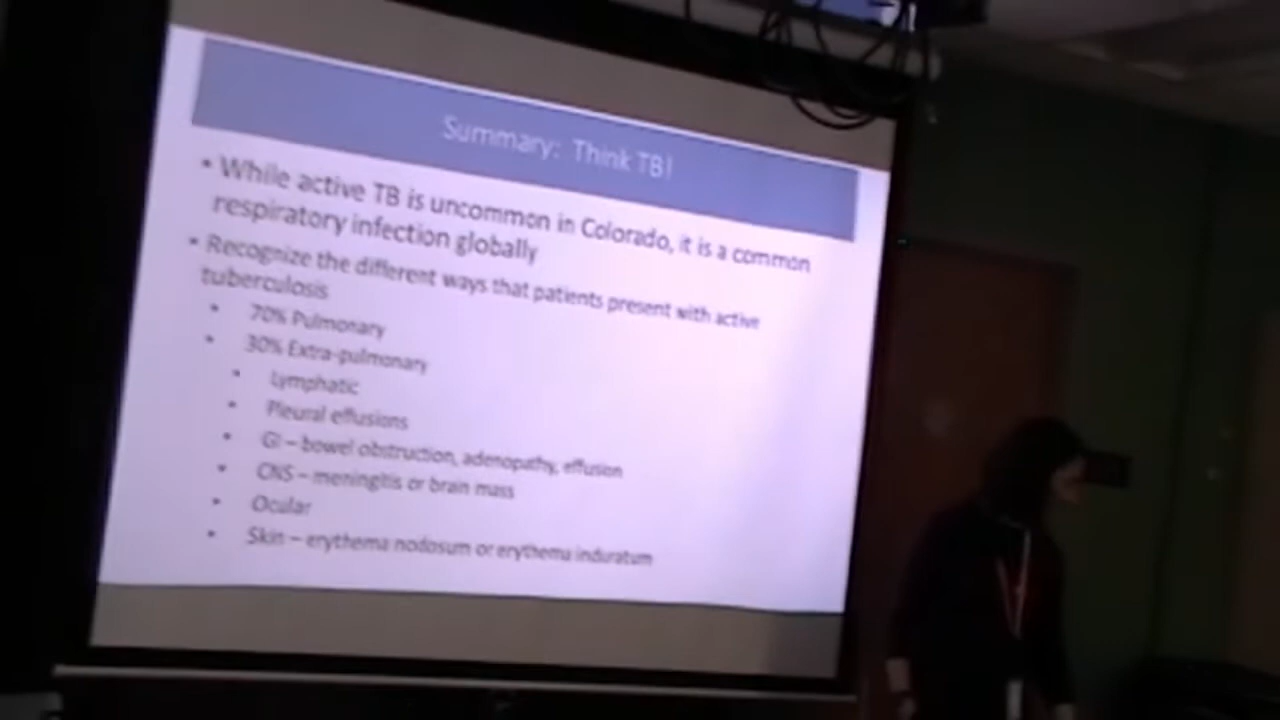 Summary: Think TB!
• While active TB is uncommon in Colorado, it is a common
respiratory infection globally
• Recognize the different ways that patients present with active
tuberculosis
• 70% Pulmonary
• 30% Extra-pulmonary
• Lymphatic
• Pleural effusions
• GI – bowel obstruction, adenopathy, effusion
• CNS – meningitis or brain mass
• Ocular
• Skin – erythema nodosum or erythema induratum